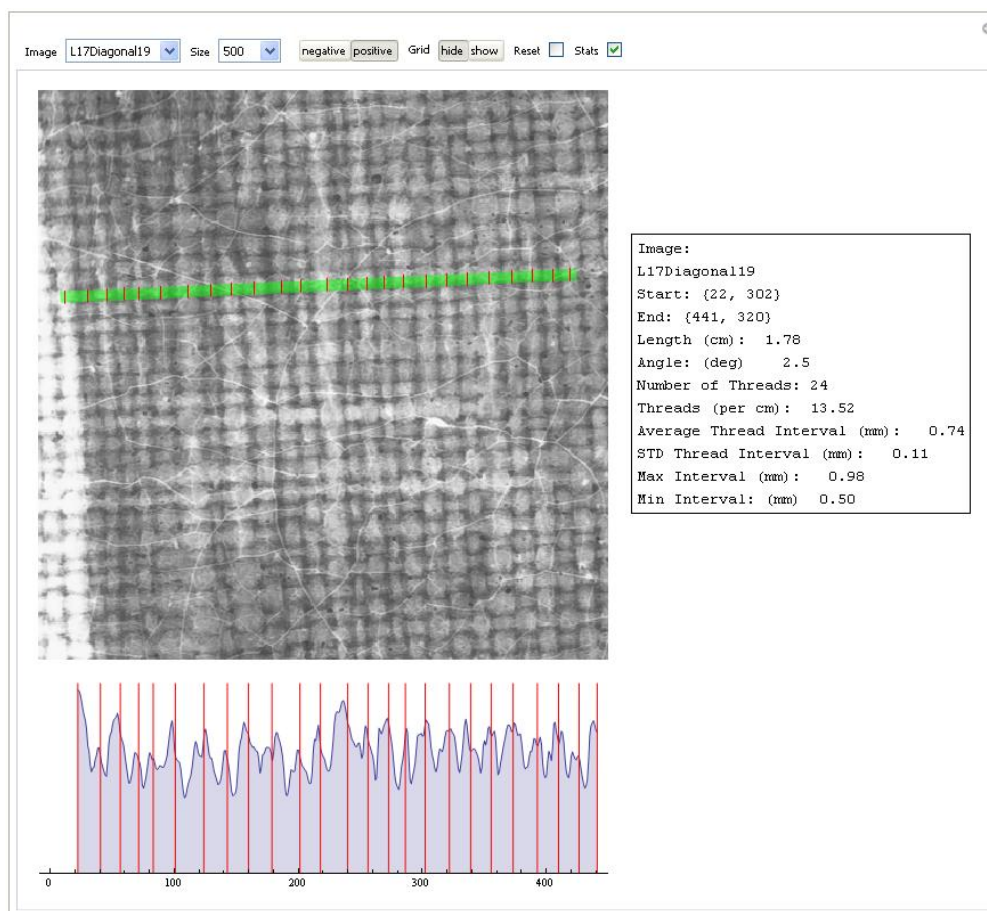 Image L17Diagonal19 Size 500 negative positive Grid hide show Reset Stats
Image:
L17Diagonal19
Start: {22, 302}
End: {441, 320}
Length (cm): 1.78
Angle: (deg) 2.5
Number of Threads: 24
Threads (per cm): 13.52
Average Thread Interval (mm): 0.74
STD Thread Interval (mm): 0.11
Max Interval (mm): 0.98
Min Interval: (mm) 0.50
0 100 200 300 400